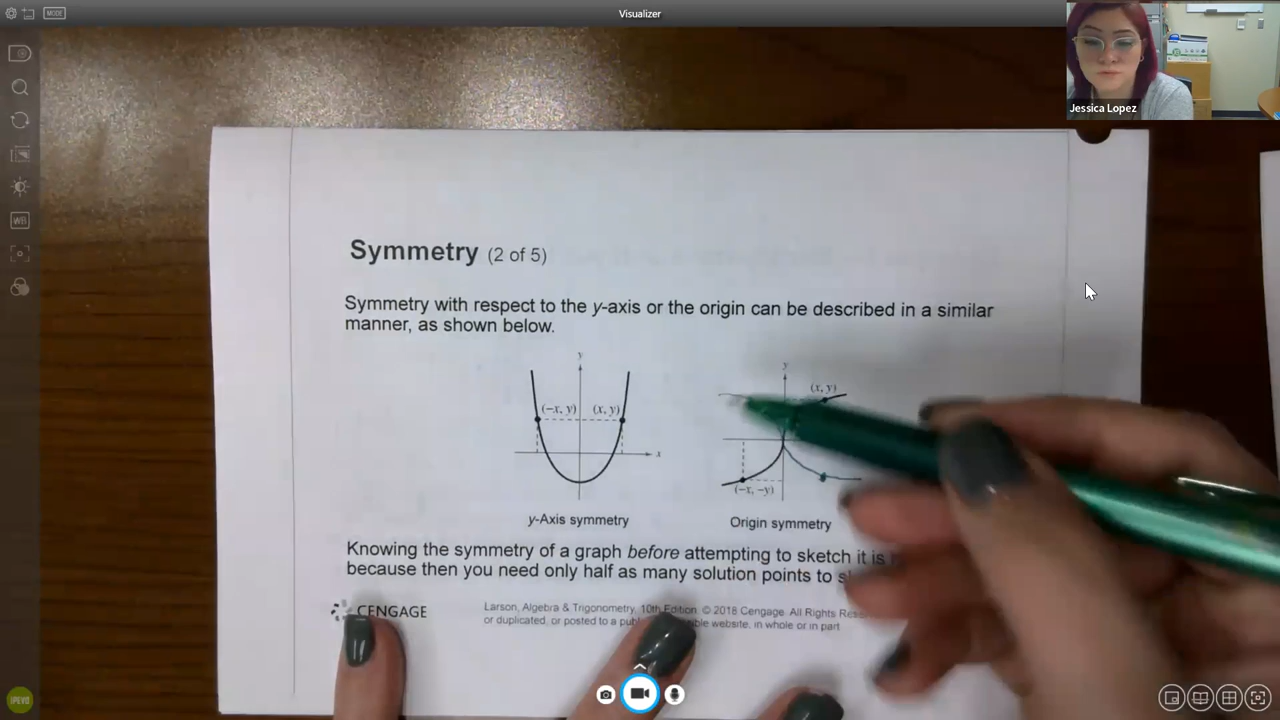 MODE
Visualizer
Jessica Lopez
WB
Symmetry (2 of 5)
Symmetry with respect to the y-axis or the origin can be described in a similar
manner, as shown below.
y
(−x, y) (x, y)
x
y-Axis symmetry
y
(x, y)
(−x, −y)
Origin symmetry
Knowing the symmetry of a graph before attempting to sketch it is
because then you need only half as many solution points to
CENGAGE
Larson, Algebra & Trigonometry, 10th Edition. © 2018 Cengage. All Rights
or duplicated, or posted to a website, in whole or in part
IPEVO